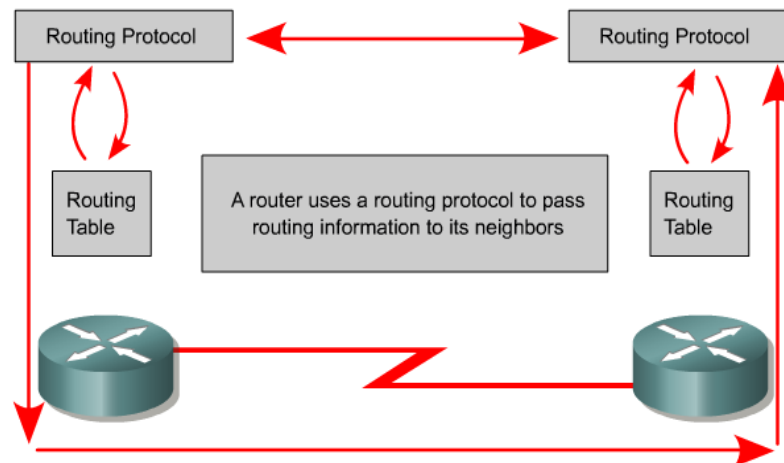 Routing Protocol
Routing Protocol
Routing
Table
A router uses a routing protocol to pass
routing information to its neighbors
Routing
Table